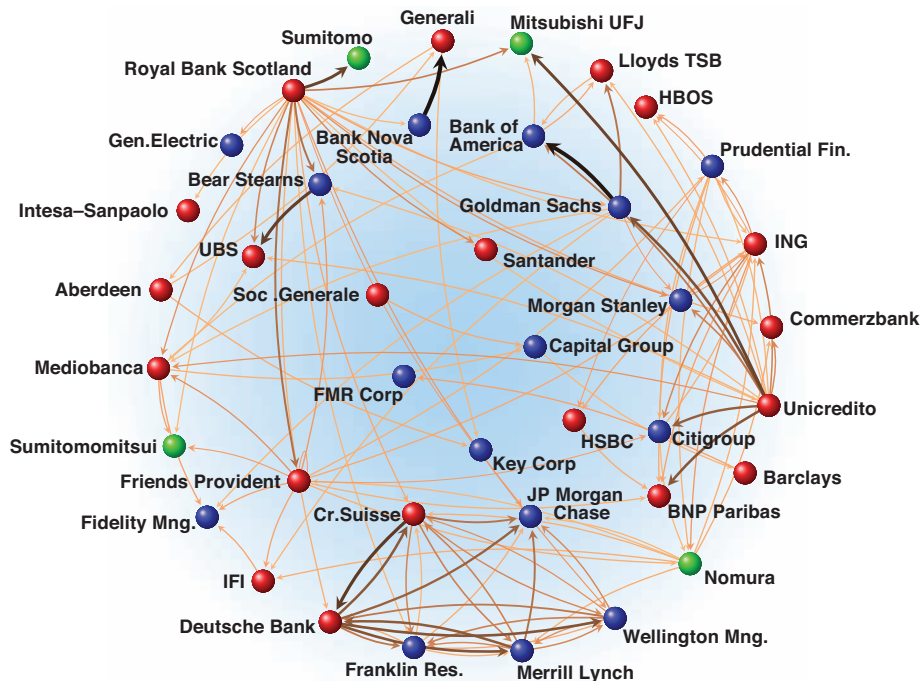 Generali
Mitsubishi UFJ
Sumitomo
Royal Bank Scotland
Lloyds TSB
HBOS
Gen.Electric
Bank Nova
Scotia
Bank of
America
Prudential Fin.
Bear Stearns
Goldman Sachs
Intesa–Sanpaolo
UBS
Santander
ING
Aberdeen
Soc .Generale
Morgan Stanley
Commerzbank
Mediobanca
Capital Group
FMR Corp
Unicredito
HSBC
Citigroup
Sumitomomitsui
Key Corp
Barclays
Friends Provident
JP Morgan
Chase
BNP Paribas
Cr.Suisse
Fidelity Mng.
IFI
Nomura
Deutsche Bank
Wellington Mng.
Franklin Res.
Merrill Lynch